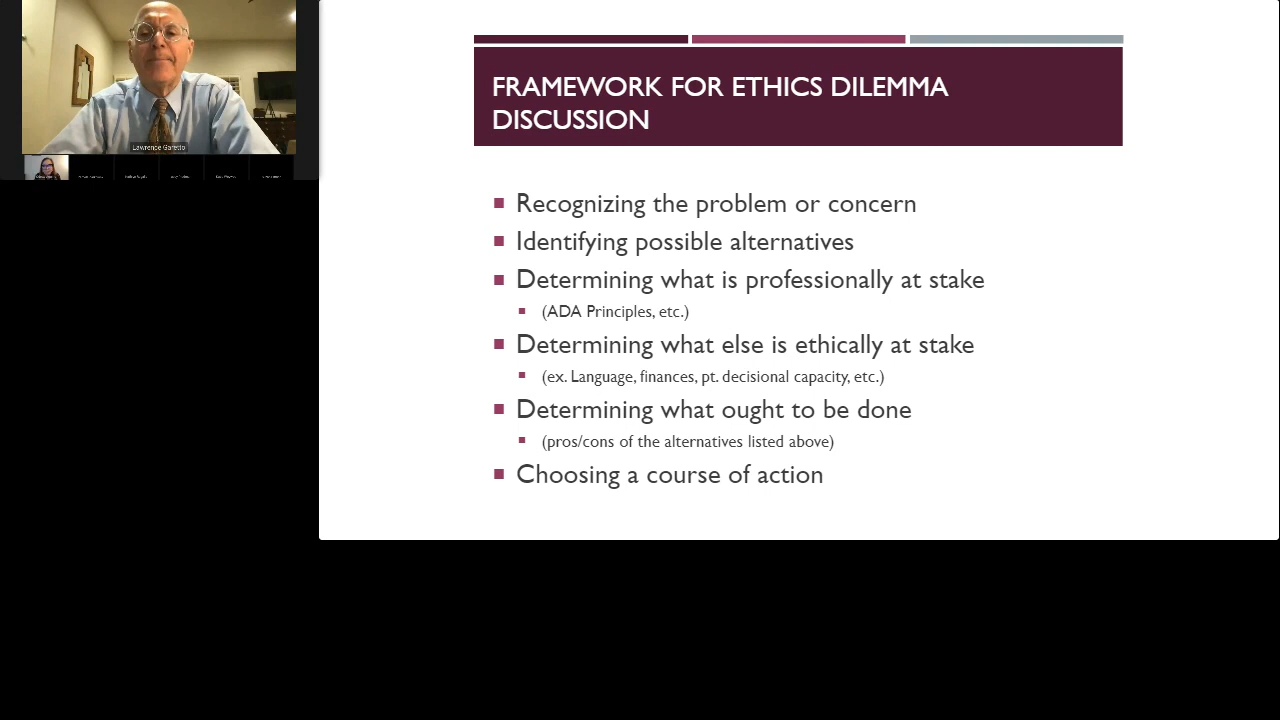 Lawrence Garetto
FRAMEWORK FOR ETHICS DILEMMA
DISCUSSION
Recognizing the problem or concern
Identifying possible alternatives
Determining what is professionally at stake
(ADA Principles, etc.)
Determining what else is ethically at stake
(ex. Language, finances, pt. decisional capacity, etc.)
Determining what ought to be done
(pros/cons of the alternatives listed above)
Choosing a course of action